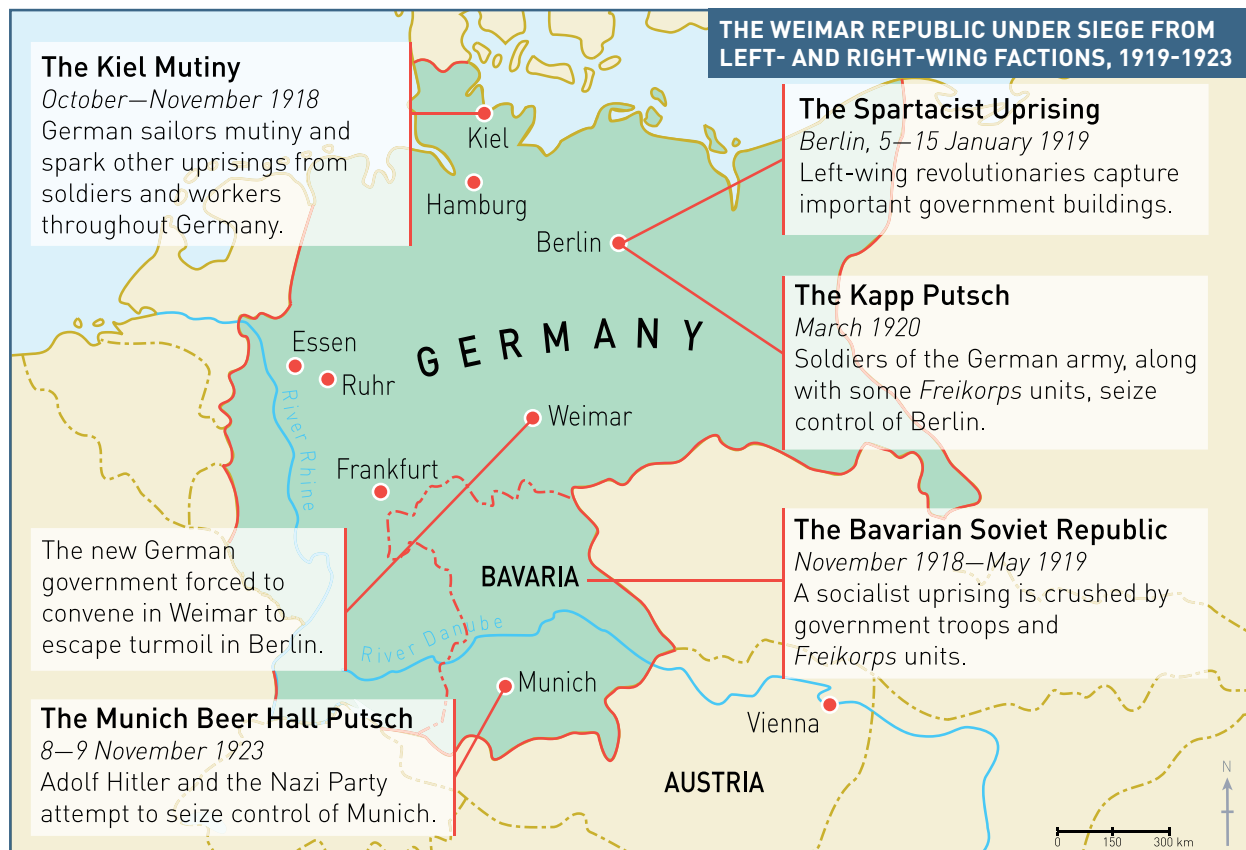 THE WEIMAR REPUBLIC UNDER SIEGE FROM
LEFT- AND RIGHT-WING FACTIONS, 1919-1923
The Kiel Mutiny
October—November 1918
German sailors mutiny and
spark other uprisings from
soldiers and workers
throughout Germany.
The Spartacist Uprising
Berlin, 5—15 January 1919
Left-wing revolutionaries capture
important government buildings.
Kiel
Hamburg
Berlin
The Kapp Putsch
March 1920
Soldiers of the German army, along
with some Freikorps units, seize
control of Berlin.
GERMANY
Essen
Ruhr
River Rhine
Weimar
Frankfurt
The new German
government forced to
convene in Weimar to
escape turmoil in Berlin.
BAVARIA
The Bavarian Soviet Republic
November 1918—May 1919
A socialist uprising is crushed by
government troops and
Freikorps units.
River Danube
Munich
Vienna
The Munich Beer Hall Putsch
8—9 November 1923
Adolf Hitler and the Nazi Party
attempt to seize control of Munich.
AUSTRIA
N
0 150 300 km